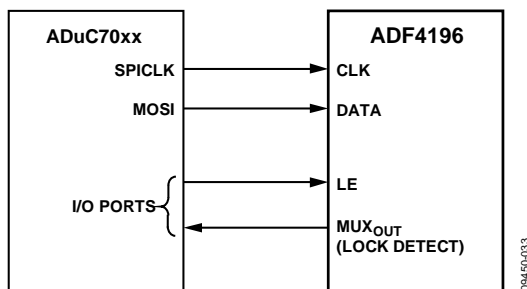 ADuC70xx
ADF4196
SPICLK
CLK
MOSI
DATA
I/O PORTS
LE
MUXOUT
(LOCK DETECT)
09450-033